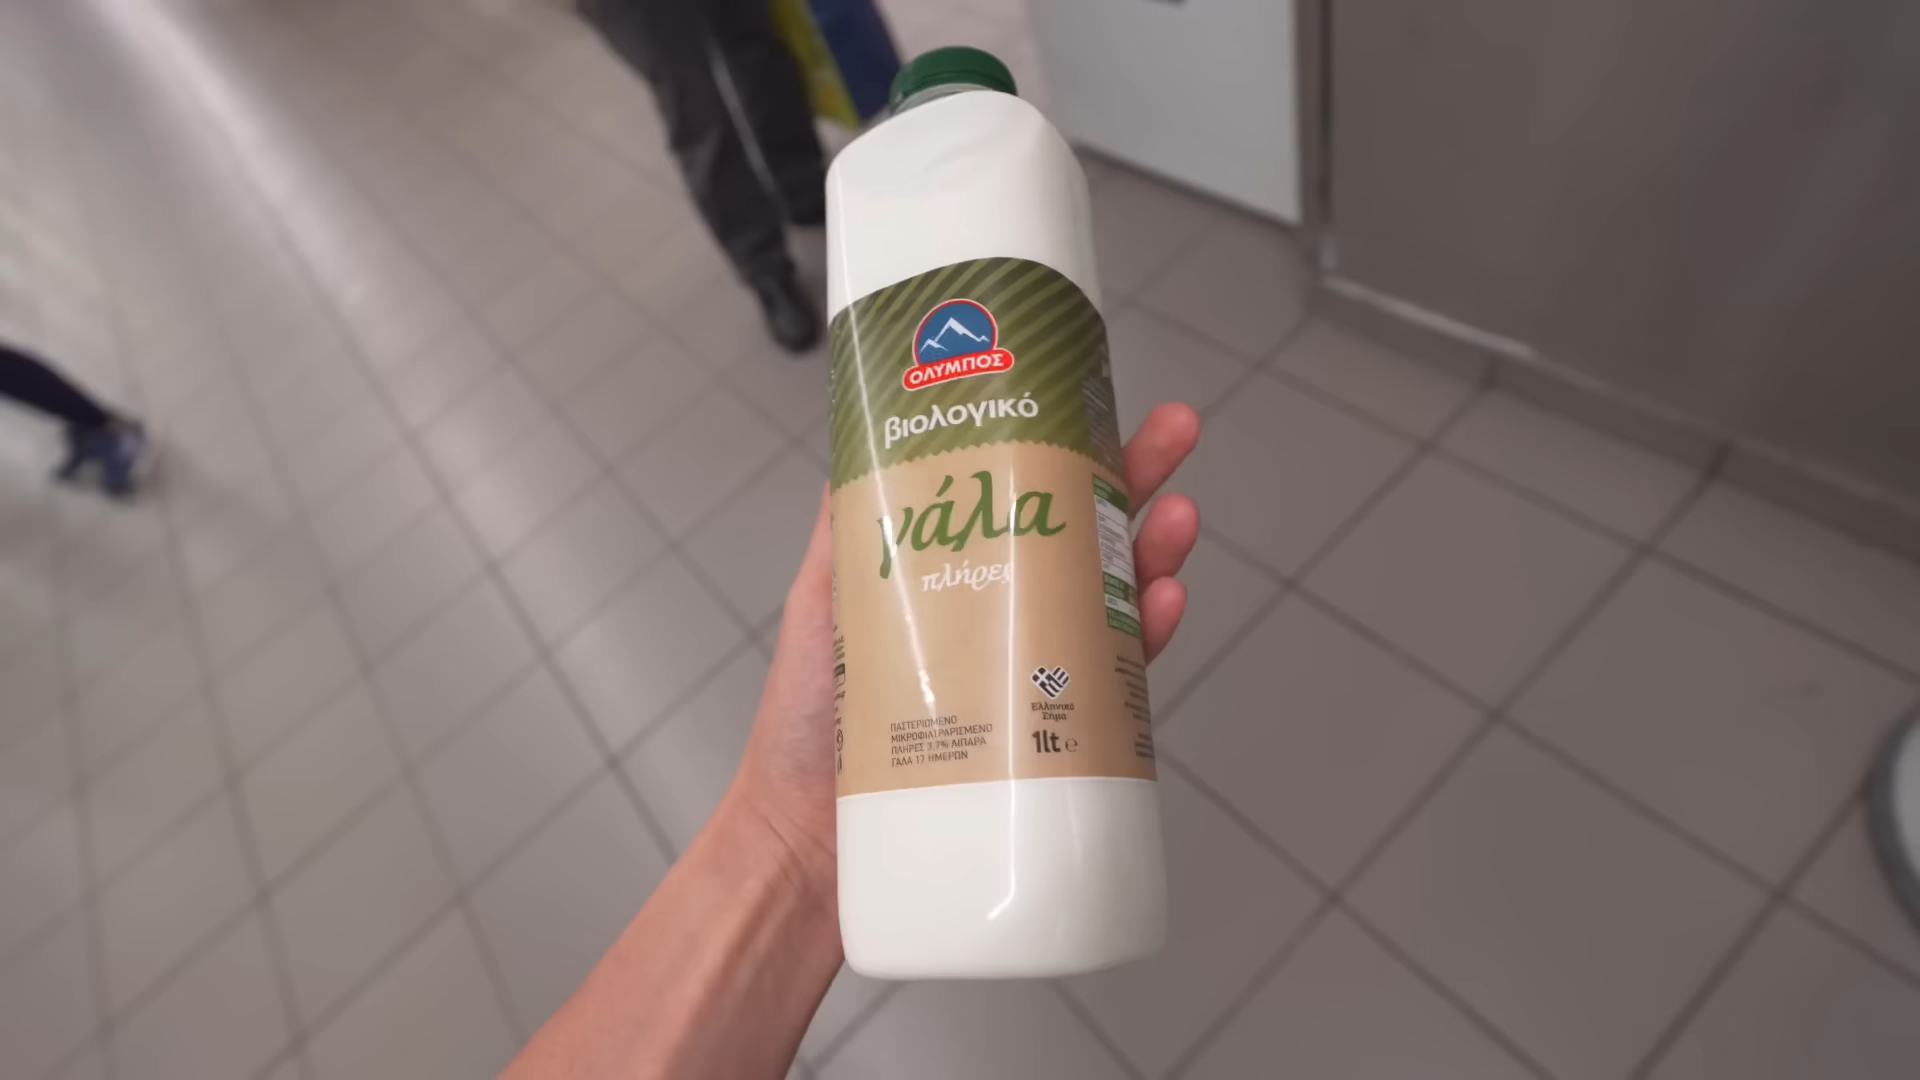 ΟΛΥΜΠΟΣ
βιολογικό
γάλα
πλήρες
Ελληνικό
Σήμα
1lt e
ΠΑΣΤΕΡΙΩΜΕΝΟ
ΜΙΚΡΟΦΙΛΤΡΑΡΙΣΜΕΝΟ
ΠΛΗΡΕΣ 3,7% ΛΙΠΑΡΑ
ΓΑΛΑ 17 ΗΜΕΡΩΝ